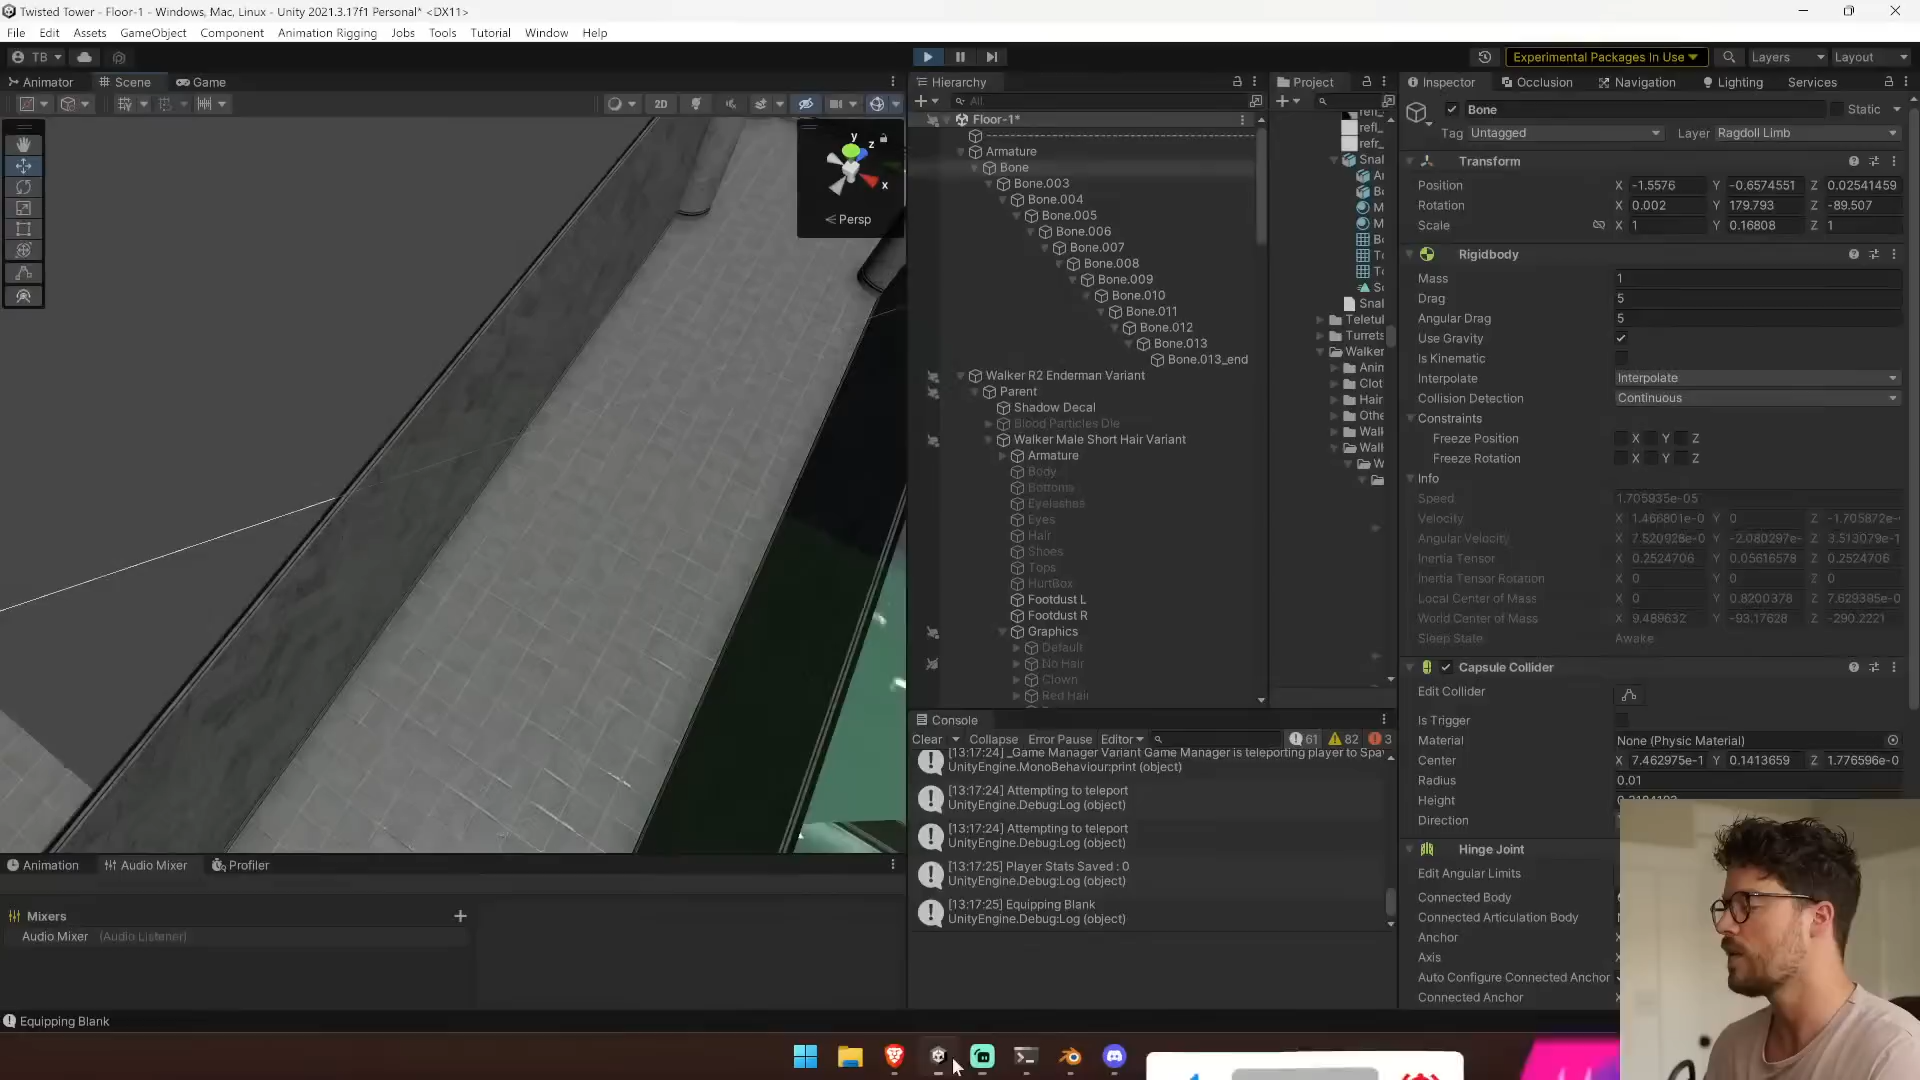 Twisted Tower - Floor-1 - Windows, Mac, Linux - Unity 2021.3.17f1 Personal* <DX11>
File Edit Assets GameObject Component Animation Rigging Jobs Tools Tutorial Window Help
TB Experimental Packages In Use Layers Layout
Animator Scene Game
2D
y
z
x
Persp
Hierarchy
All
Floor-1*
Armature
Bone
Bone.003
Bone.004
Bone.005
Bone.006
Bone.007
Bone.008
Bone.009
Bone.010
Bone.011
Bone.012
Bone.013
Bone.013_end
Walker R2 Enderman Variant
Parent
Shadow Decal
Blood Particles Die
Walker Male Short Hair Variant
Armature
Body
Bottoms
Eyelashes
Eyes
Hair
Shoes
Tops
HurtBox
Footdust L
Footdust R
Graphics
Default
No Hair
Clown
Red Hair
Project
refl_
refr_
Snal
Snal
Teletul
Turrets
Walker
Anin
Clot
Hair
Othe
Walk
Walk
Inspector Occlusion Navigation Lighting Services
Bone Static
Tag Untagged Layer Ragdoll Limb
Transform
Position X -1.5576 Y -0.6574551 Z 0.02541459
Rotation X 0.002 Y 179.793 Z -89.507
Scale X 1 Y 0.16808 Z 1
Rigidbody
Mass 1
Drag 5
Angular Drag 5
Use Gravity
Is Kinematic
Interpolate Interpolate
Collision Detection Continuous
Constraints
Freeze Position X Y Z
Freeze Rotation X Y Z
Info
Speed 1.705935e-05
Velocity X 1.466801e-0 Y 0 Z -1.705872e-
Angular Velocity X 7.520928e-0 Y -2.080297e- Z 3.513079e-1
Inertia Tensor X 0.2524706 Y 0.05616578 Z 0.2524706
Inertia Tensor Rotation X 0 Y 0 Z 0
Local Center of Mass X 0 Y 0.8200378 Z 7.629395e-0
World Center of Mass X 9.489632 Y -93.17628 Z -290.2221
Sleep State Awake
Capsule Collider
Edit Collider
Is Trigger
Material None (Physic Material)
Center X 7.462975e-1 Y 0.1413659 Z 1.776596e-0
Radius 0.01
Height
Direction
Hinge Joint
Edit Angular Limits
Connected Body
Connected Articulation Body
Anchor
Axis
Auto Configure Connected Anchor
Connected Anchor
Console
Clear Collapse Error Pause Editor 61 82 3
[13:17:24] _Game Manager Variant Game Manager is teleporting player to Spa
UnityEngine.MonoBehaviour:print (object)
[13:17:24] Attempting to teleport
UnityEngine.Debug:Log (object)
[13:17:24] Attempting to teleport
UnityEngine.Debug:Log (object)
[13:17:25] Player Stats Saved : 0
UnityEngine.Debug:Log (object)
[13:17:25] Equipping Blank
UnityEngine.Debug:Log (object)
Animation Audio Mixer Profiler
Mixers
Audio Mixer (Audio Listener)
Equipping Blank